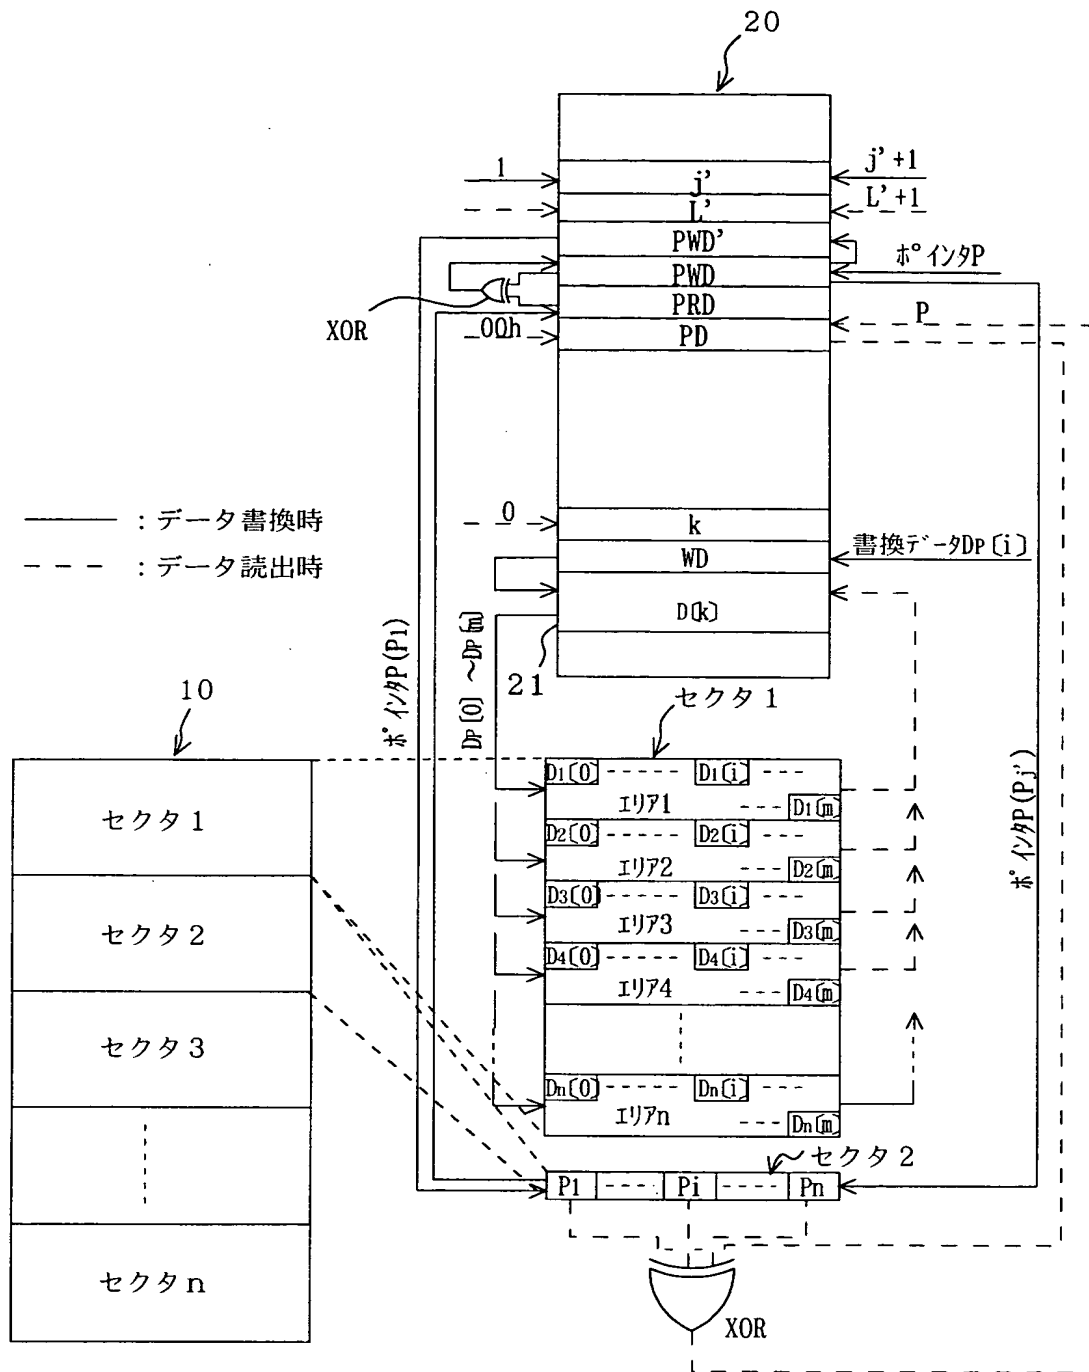 20
1
j'
j'+1
L'
L'+1
PWD'
PWD
ポインタP
XOR
PRD
P
00h
PD
―――― : データ書換時
- - - - : データ読出時
0
k
WD
書換データDP[i]
D[k]
21
ポインタP(P1)
DP[0] ~DP[m]
ポインタP(Pj')
10
セクタ1
セクタ1
D1[0] ----- D1[i] ---
エリア1 --- D1[m]
D2[0] ----- D2[i] ---
エリア2 --- D2[m]
D3[0] ----- D3[i] ---
エリア3 --- D3[m]
D4[0] ----- D4[i] ---
エリア4 --- D4[m]
Dn[0] ----- Dn[i] ---
エリアn --- Dn[m]
セクタ2
セクタ3
セクタn
セクタ2
P1 ---- Pi ---- Pn
XOR